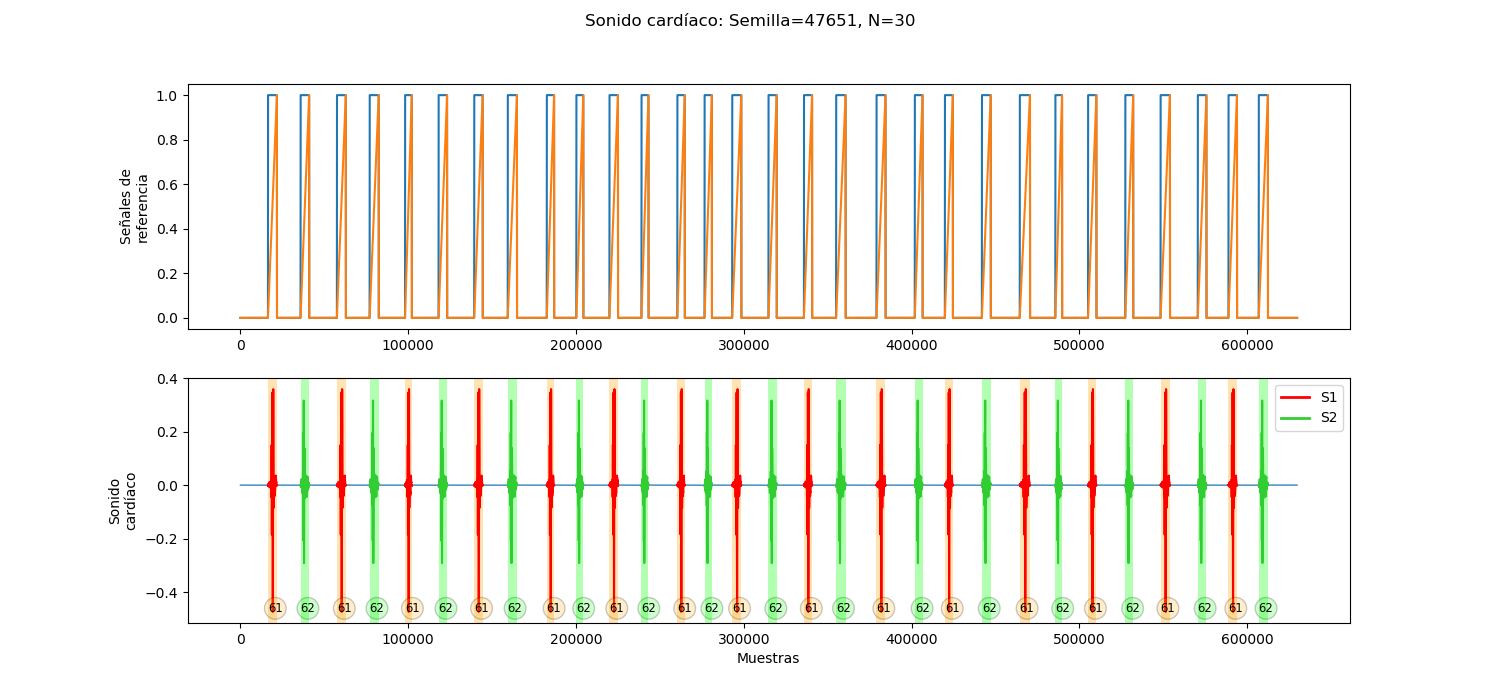 Sonido cardíaco: Semilla=47651, N=30
Señales de
referencia
1.0
0.8
0.6
0.4
0.2
0.0
0 100000 200000 300000 400000 500000 600000
Sonido
cardíaco
0.4
0.2
0.0
−0.2
−0.4
S1
S2
61 62 61 62 61 62 61 62 61 62 61 62 61 62 61 62 61 62 61 62 61 62 61 62 61 62 61 62 61 62
0 100000 200000 300000 400000 500000 600000
Muestras